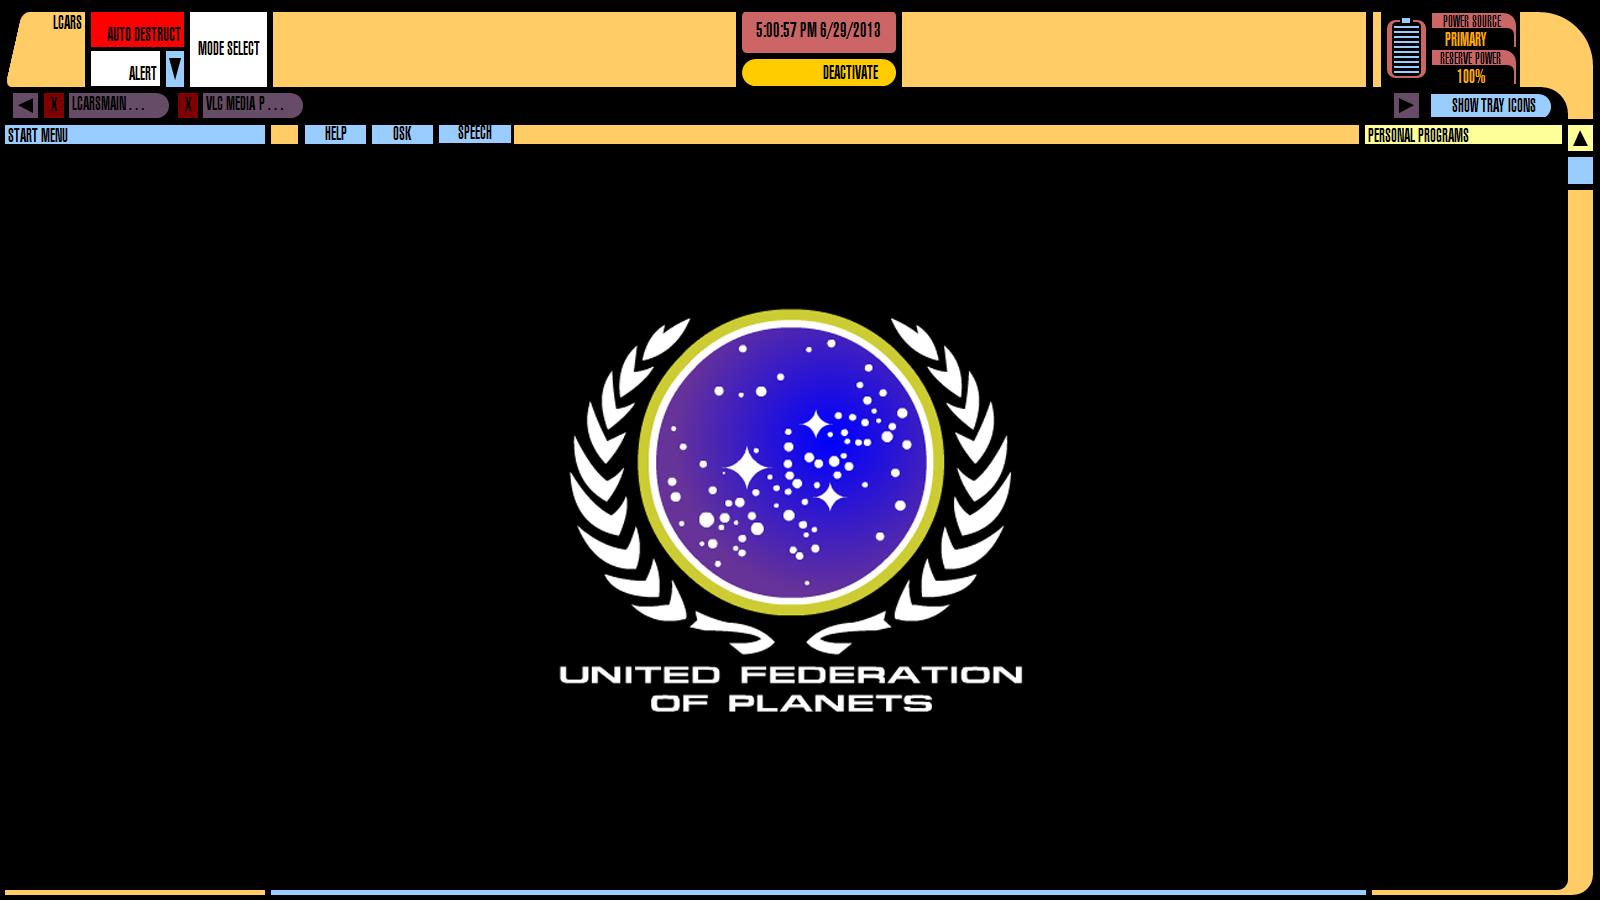 LCARS
AUTO DESTRUCT
ALERT
MODE SELECT
5:00:57 PM 6/29/2013
DEACTIVATE
POWER SOURCE
PRIMARY
RESERVE POWER
100%
X
LCARSMAIN . . .
X
VLC MEDIA P . . .
SHOW TRAY ICONS
START MENU
HELP
OSK
SPEECH
PERSONAL PROGRAMS
UNITED FEDERATION
OF PLANETS